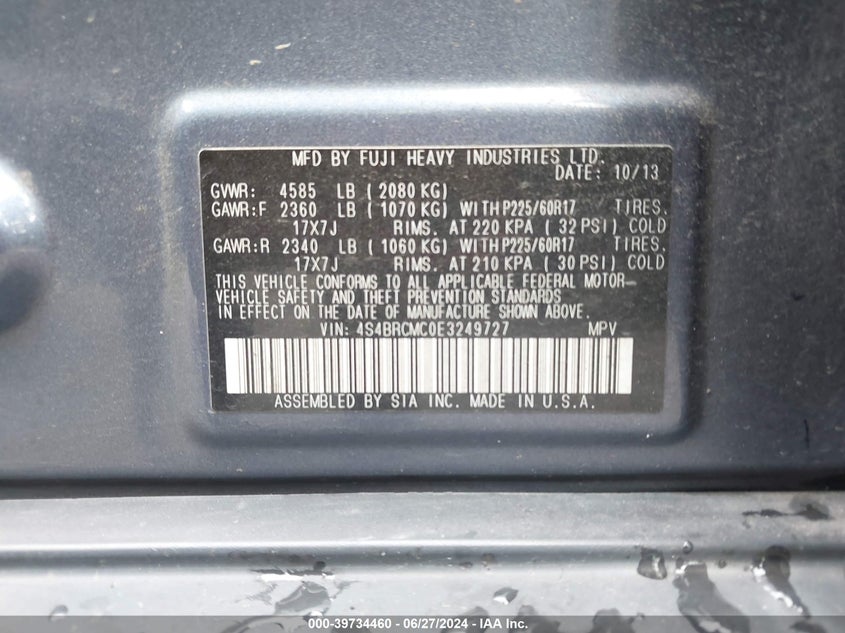 MFD BY FUJI HEAVY INDUSTRIES LTD.
DATE: 10/13
GVWR: 4585 LB ( 2080 KG)
GAWR:F 2360 LB ( 1070 KG) WITH P225/60R17 TIRES.
17X7J RIMS. AT 220 KPA ( 32 PSI) COLD
GAWR:R 2340 LB ( 1060 KG) WITH P225/60R17 TIRES.
17X7J RIMS. AT 210 KPA ( 30 PSI) COLD
THIS VEHICLE CONFORMS TO ALL APPLICABLE FEDERAL MOTOR-
VEHICLE SAFETY AND THEFT PREVENTION STANDARDS
IN EFFECT ON THE DATE OF MANUFACTURE SHOWN ABOVE.
VIN: 4S4BRCMC0E3249727 MPV
ASSEMBLED BY SIA INC. MADE IN U.S.A.
000-39734460 - 06/27/2024 - IAA Inc.